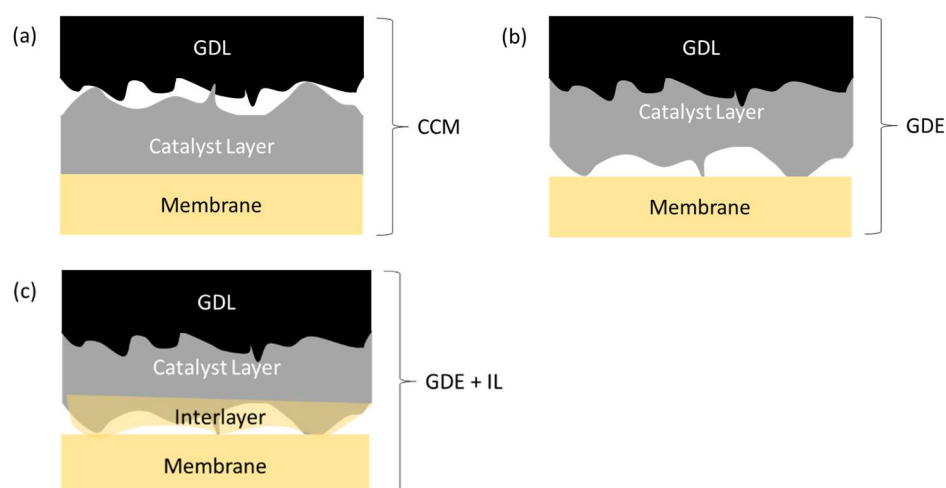 (a)
GDL
Catalyst Layer
Membrane
CCM
(b)
GDL
Catalyst Layer
Membrane
GDE
(c)
GDL
Catalyst Layer
Interlayer
Membrane
GDE + IL